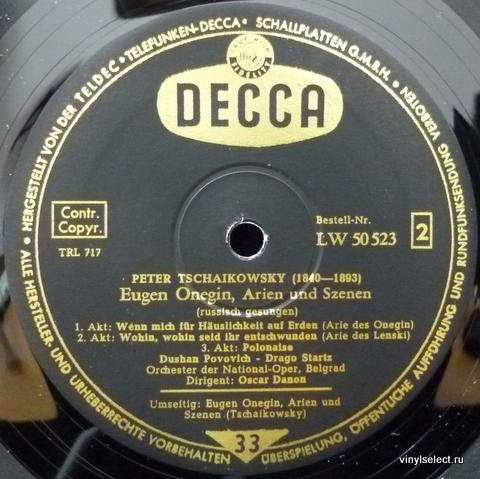 ALLE HERSTELLER- UND URHEBERRECHTE VORBEHALTEN
HERGESTELLT VON DER TELDEC • TELEFUNKEN-DECCA • SCHALLPLATTEN G.M.B.H.
ÜBERSPIELUNG, ÖFFENTLICHE AUFFÜHRUNG UND RUNDFUNKSENDUNG VERBOTEN
DECCA
Contr.
Copyr.
TRL 717
Bestell-Nr.
LW 50 523
2
PETER TSCHAIKOWSKY (1840—1893)
Eugen Onegin, Arien und Szenen
(russisch gesungen)
1. Akt: Wenn mich für Häuslichkeit auf Erden (Arie des Onegin)
2. Akt: Wohin, wohin seid ihr entschwunden (Arie des Lenski)
3. Akt: Polonaise
Dushan Povovich - Drago Startz
Orchester der National-Oper, Belgrad
Dirigent: Oscar Danon
Umseitig: Eugen Onegin, Arien und
Szenen (Tschaikowsky)
33
vinylselect.ru